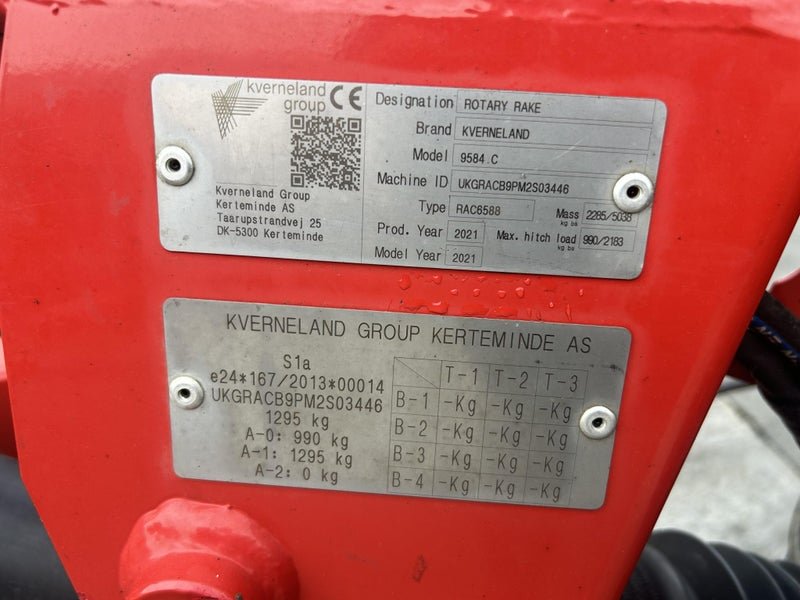 kverneland
group CE
Kverneland Group
Kerteminde AS
Taarupstrandvej 25
DK-5300 Kerteminde
Designation ROTARY RAKE
Brand KVERNELAND
Model 9584 C
Machine ID UKGRACB9PM2S03446
Type RAC6588 Mass kg lbs 2285/5038
Prod. Year 2021 Max. hitch load kg lbs 990/2183
Model Year 2021
KVERNELAND GROUP KERTEMINDE AS
S1a
e24*167/2013*00014
UKGRACB9PM2S03446
1295 kg
A-0: 990 kg
A-1: 1295 kg
A-2: 0 kg
T-1 T-2 T-3
B-1 -Kg -Kg -Kg
B-2 -Kg -Kg -Kg
B-3 -Kg -Kg -Kg
B-4 -Kg -Kg -Kg